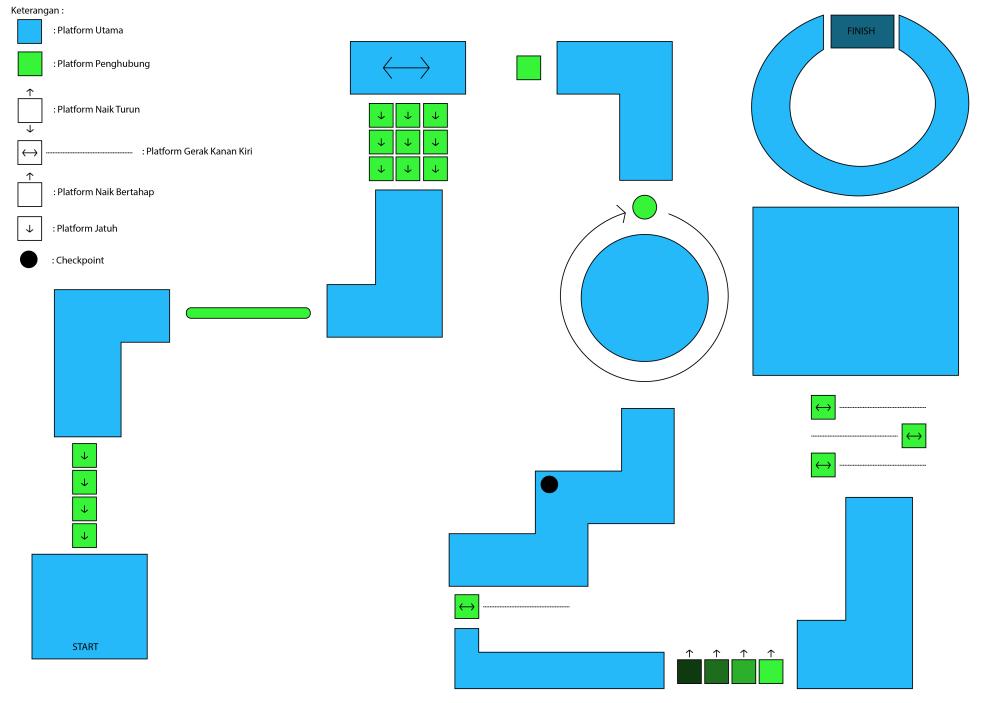 Keterangan :
: Platform Utama
: Platform Penghubung
: Platform Naik Turun
: Platform Gerak Kanan Kiri
: Platform Naik Bertahap
: Platform Jatuh
: Checkpoint
FINISH
START